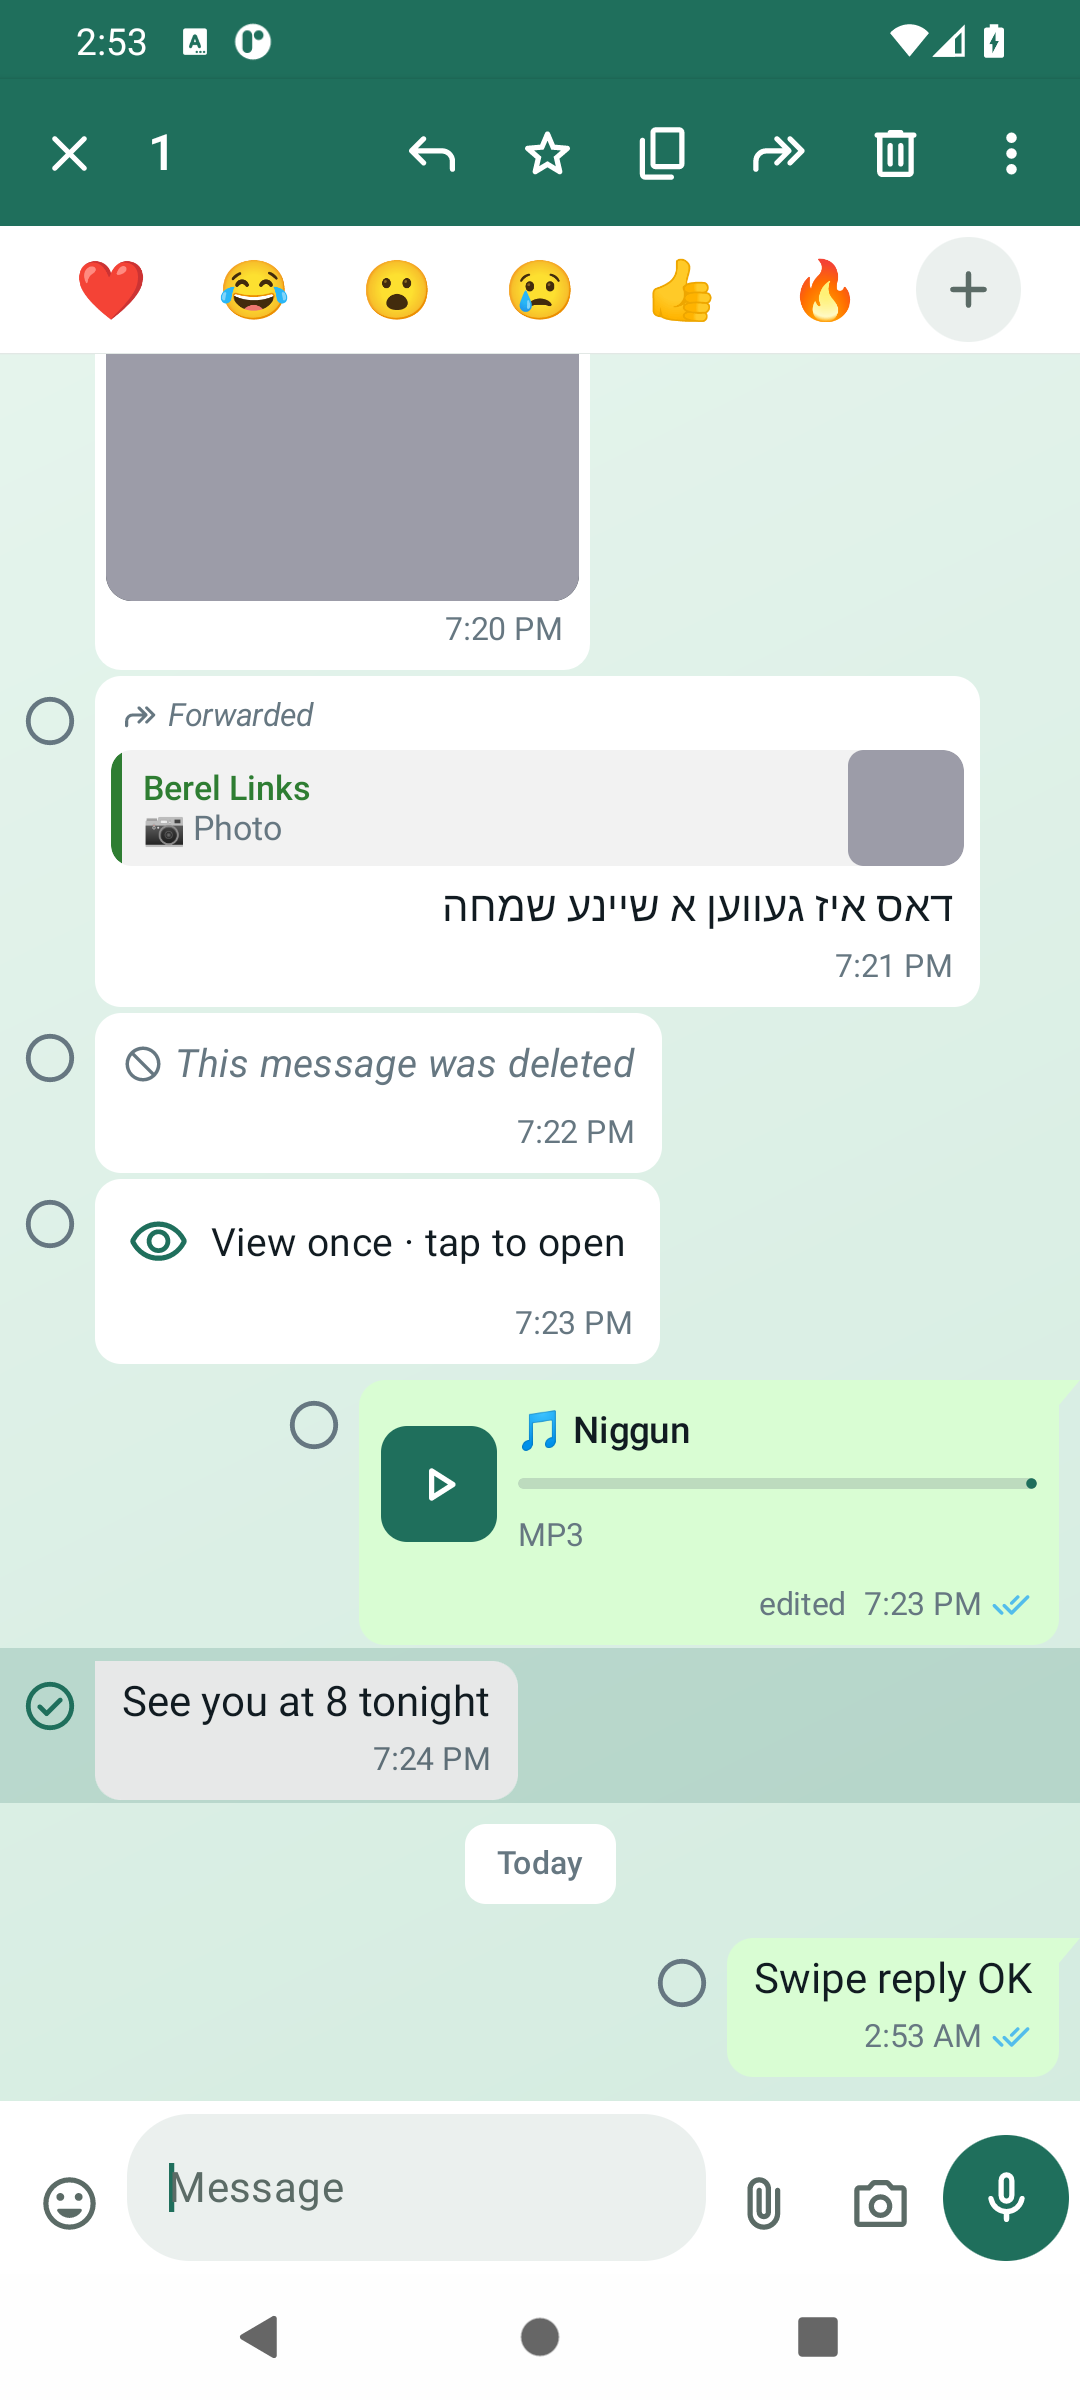 2:53
1
7:20 PM
Forwarded
Berel Links
📷 Photo
דאס איז געווען א שיינע שמחה
7:21 PM
This message was deleted
7:22 PM
View once · tap to open
7:23 PM
🎵 Niggun
MP3
edited 7:23 PM
See you at 8 tonight
7:24 PM
Today
Swipe reply OK
2:53 AM
Message